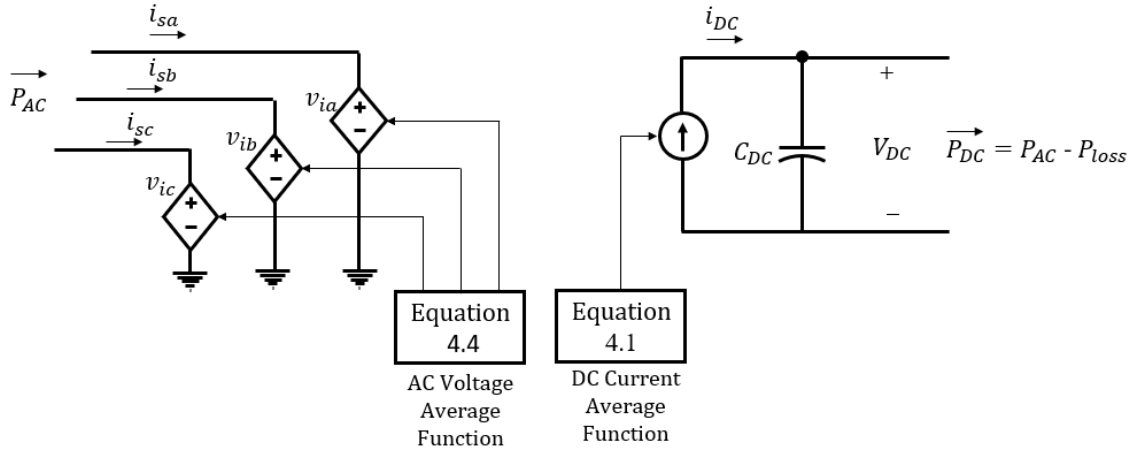 i_sa
i_DC
P_AC
i_sb
i_sc
v_ia
v_ib
v_ic
+
−
+
−
+
−
+
C_DC
V_DC
P_DC = P_AC - P_loss
−
Equation
4.4
Equation
4.1
AC Voltage
Average
Function
DC Current
Average
Function